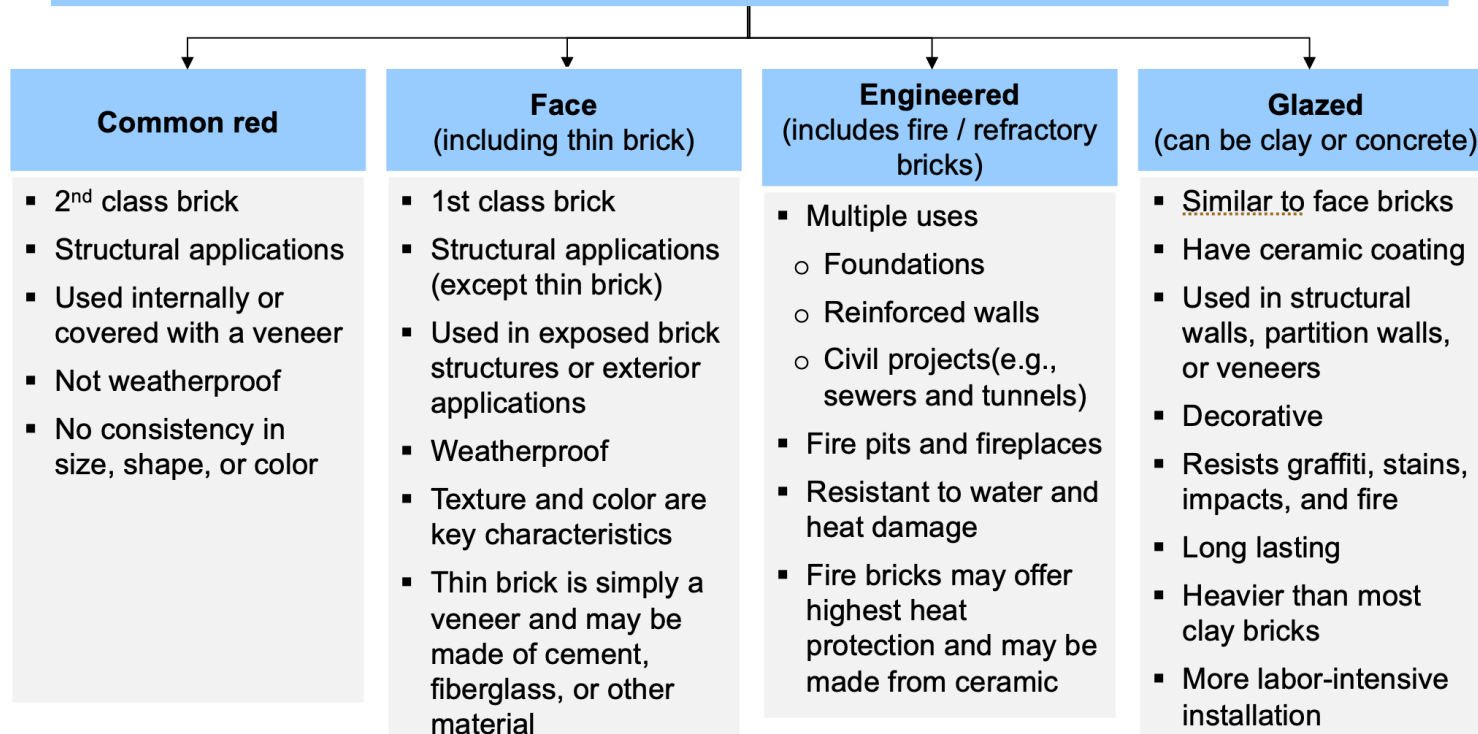 Common red
▪ 2nd class brick
▪ Structural applications
▪ Used internally or
covered with a veneer
▪ Not weatherproof
▪ No consistency in
size, shape, or color
Face
(including thin brick)
▪ 1st class brick
▪ Structural applications
(except thin brick)
▪ Used in exposed brick
structures or exterior
applications
▪ Weatherproof
▪ Texture and color are
key characteristics
▪ Thin brick is simply a
veneer and may be
made of cement,
fiberglass, or other
material
Engineered
(includes fire / refractory
bricks)
▪ Multiple uses
o Foundations
o Reinforced walls
o Civil projects(e.g.,
sewers and tunnels)
▪ Fire pits and fireplaces
▪ Resistant to water and
heat damage
▪ Fire bricks may offer
highest heat
protection and may be
made from ceramic
Glazed
(can be clay or concrete)
▪ Similar to face bricks
▪ Have ceramic coating
▪ Used in structural
walls, partition walls,
or veneers
▪ Decorative
▪ Resists graffiti, stains,
impacts, and fire
▪ Long lasting
▪ Heavier than most
clay bricks
▪ More labor-intensive
installation